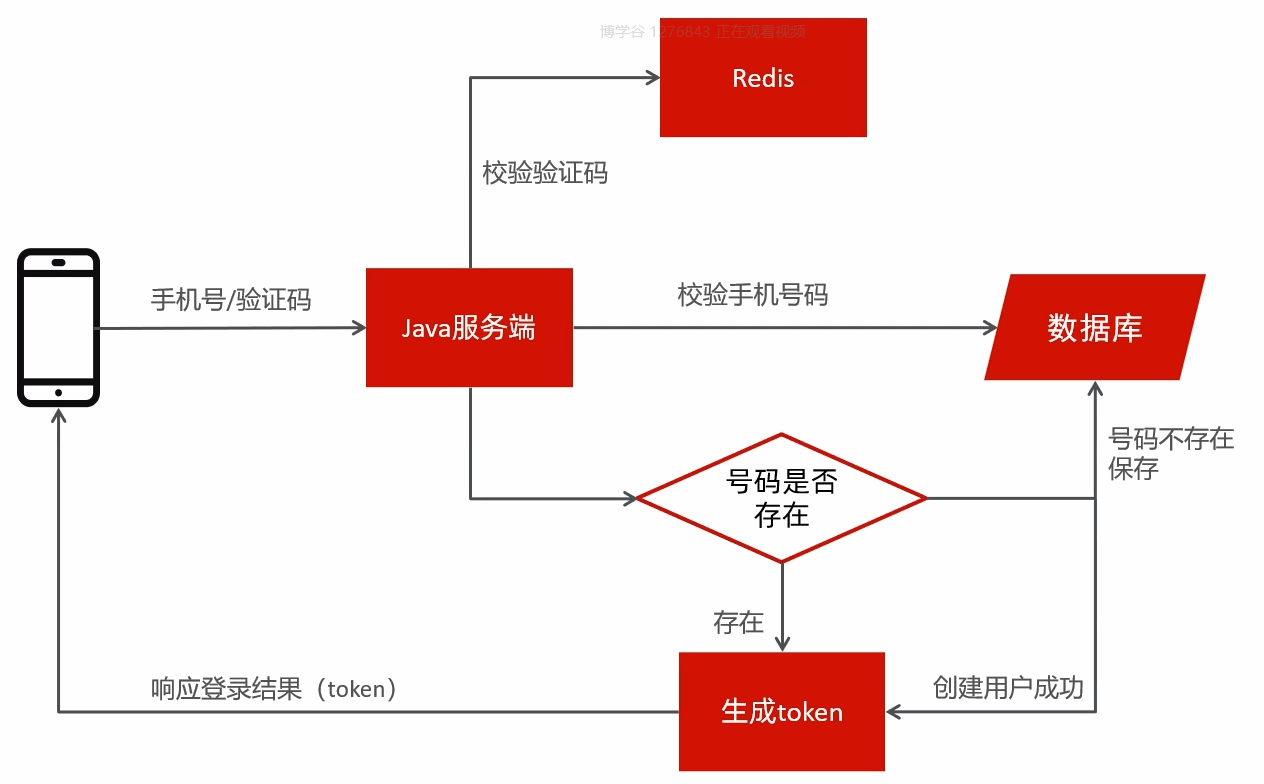 博学谷 1276843 正在观看视频
Redis
校验验证码
手机号/验证码
Java服务端
校验手机号码
数据库
号码不存在
保存
号码是否
存在
存在
响应登录结果（token）
生成token
创建用户成功